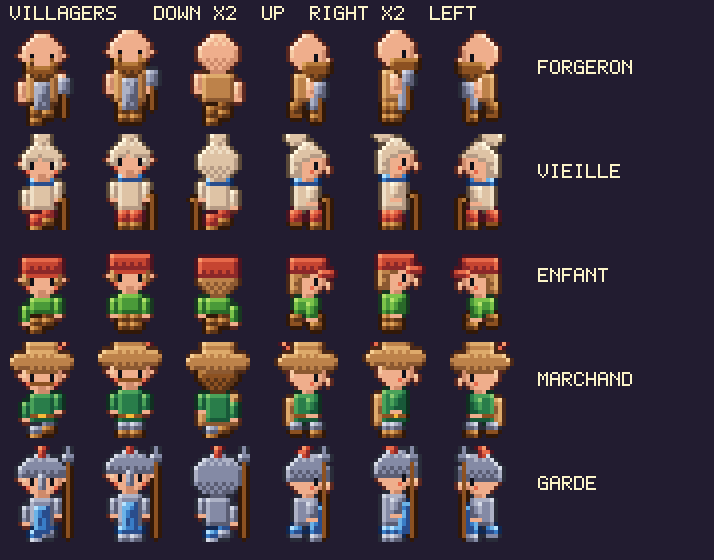 VILLAGERS DOWN X2 UP RIGHT X2 LEFT
FORGERON
VIEILLE
ENFANT
MARCHAND
GARDE